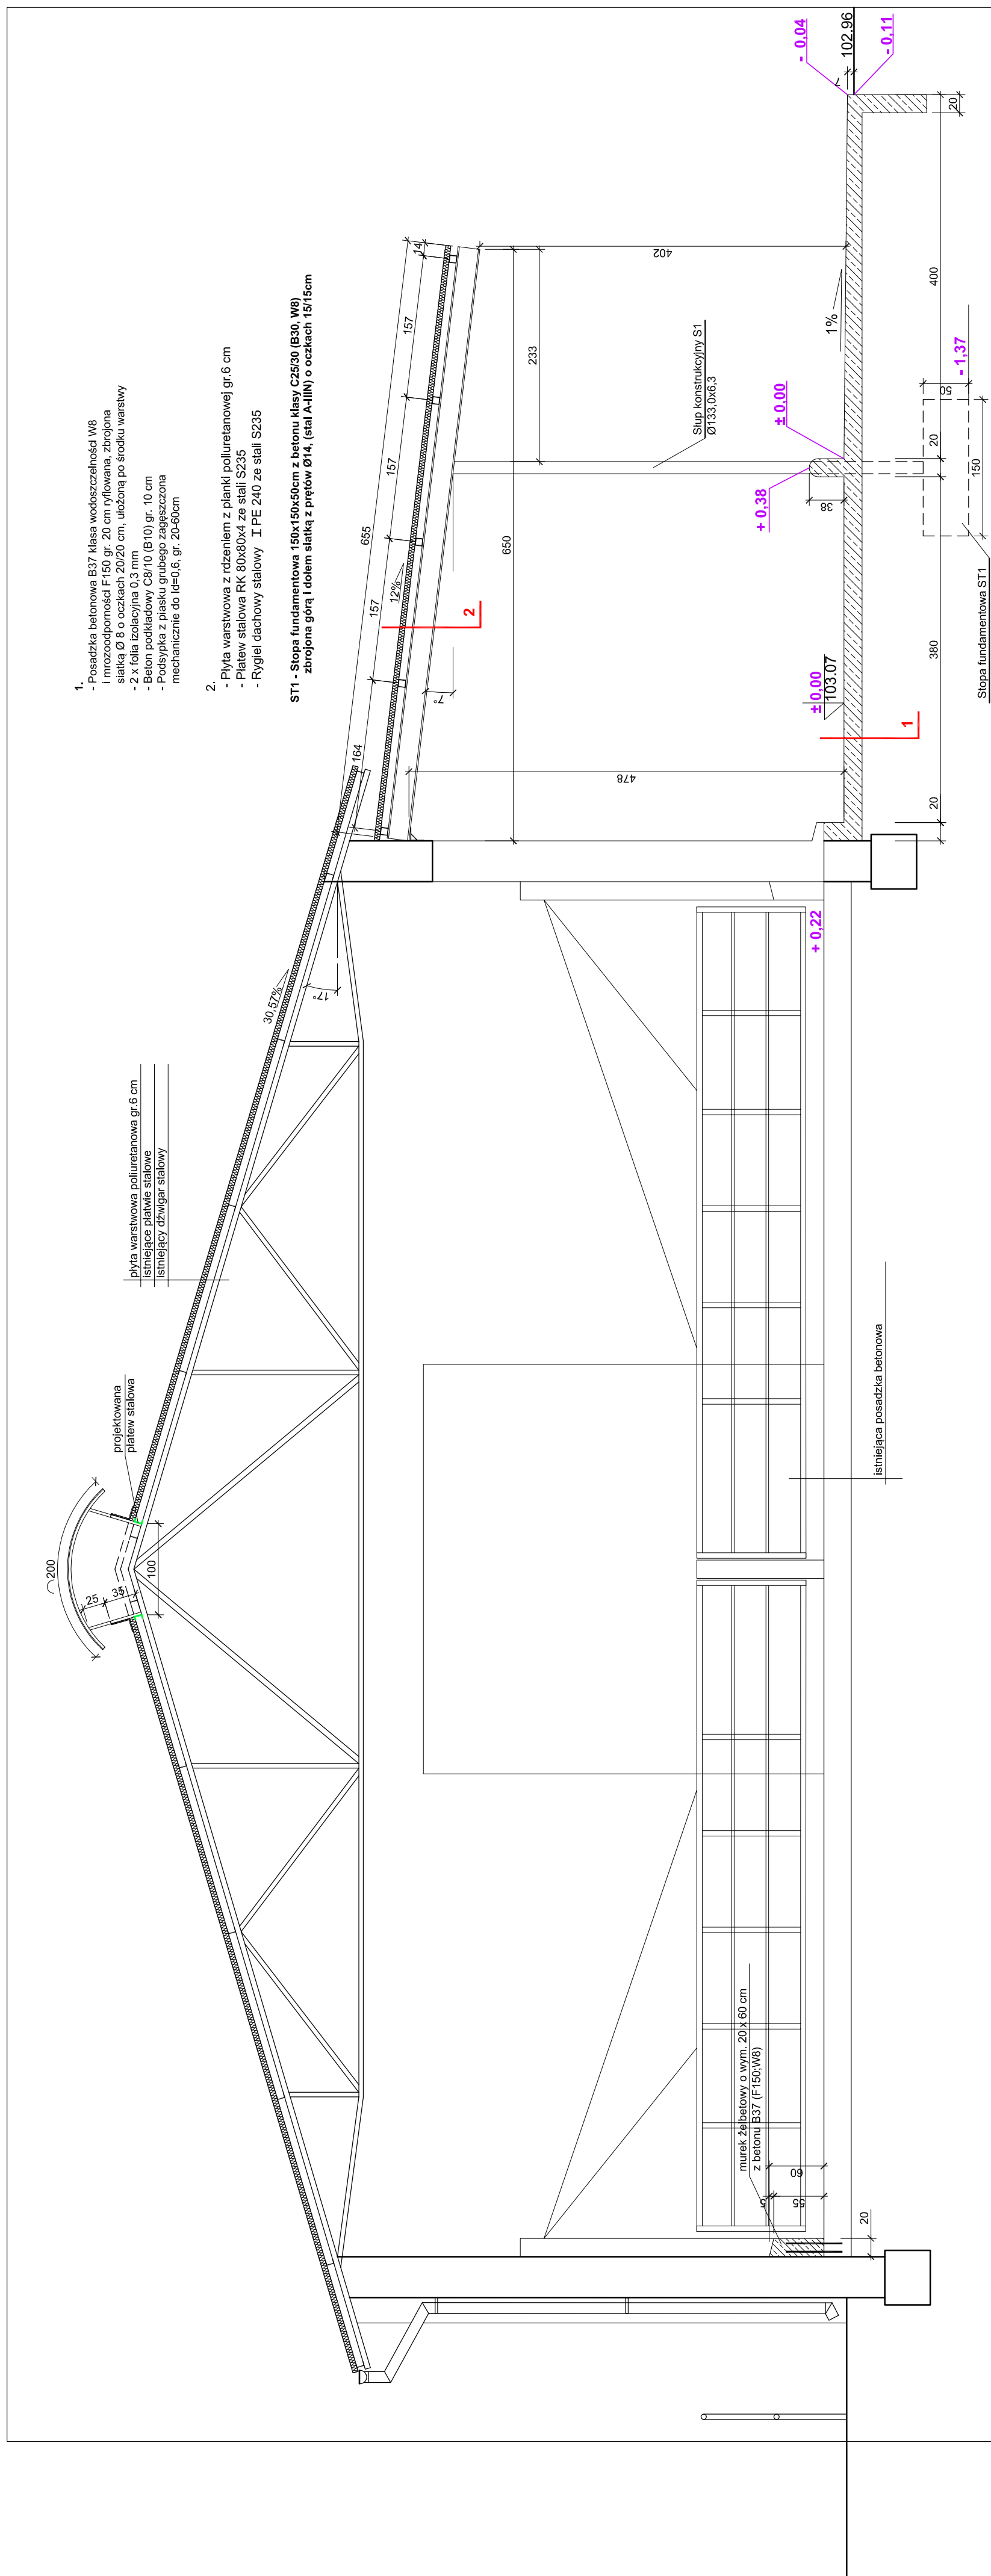 1.
- Posadzka betonowa B37 klasa wodoszczelności W8
i mrozoodporności F150 gr. 20 cm ryflowana, zbrojona
siatką Ø 8 o oczkach 20/20 cm, ułożoną po środku warstwy
- 2 x folia izolacyjna 0,3 mm
- Beton podkładowy C8/10 (B10) gr. 10 cm
- Podsypka z piasku grubego zagęszczona
mechanicznie do Id=0,6, gr. 20-60cm
2.
- Płyta warstwowa z rdzeniem z pianki poliuretanowej gr.6 cm
- Płatew stalowa RK 80x80x4 ze stali S235
- Rygiel dachowy stalowy I PE 240 ze stali S235
ST1 - Stopa fundamentowa 150x150x50cm z betonu klasy C25/30 (B30, W8)
zbrojona górą i dołem siatką z prętów Ø14, (stal A-IIIN) o oczkach 15/15cm
200
25
35
100
projektowana
płatew stalowa
płyta warstwowa poliuretanowa gr.6 cm
istniejące płatwie stalowe
istniejący dźwigar stalowy
30,57%
17°
164
655
157
157
157
14
12%
7°
2
650
233
402
478
Słup konstrukcyjny S1
Ø133,0x6,3
+ 0,38
38
± 0,00
1%
- 0,04
7
102.96
- 0,11
20
± 0,00
103.07
1
+ 0,22
20
380
20
400
50
- 1,37
150
Stopa fundamentowa ST1
istniejąca posadzka betonowa
murek żelbetowy o wym. 20 x 60 cm
z betonu B37 (F150;W8)
60
5
55
20